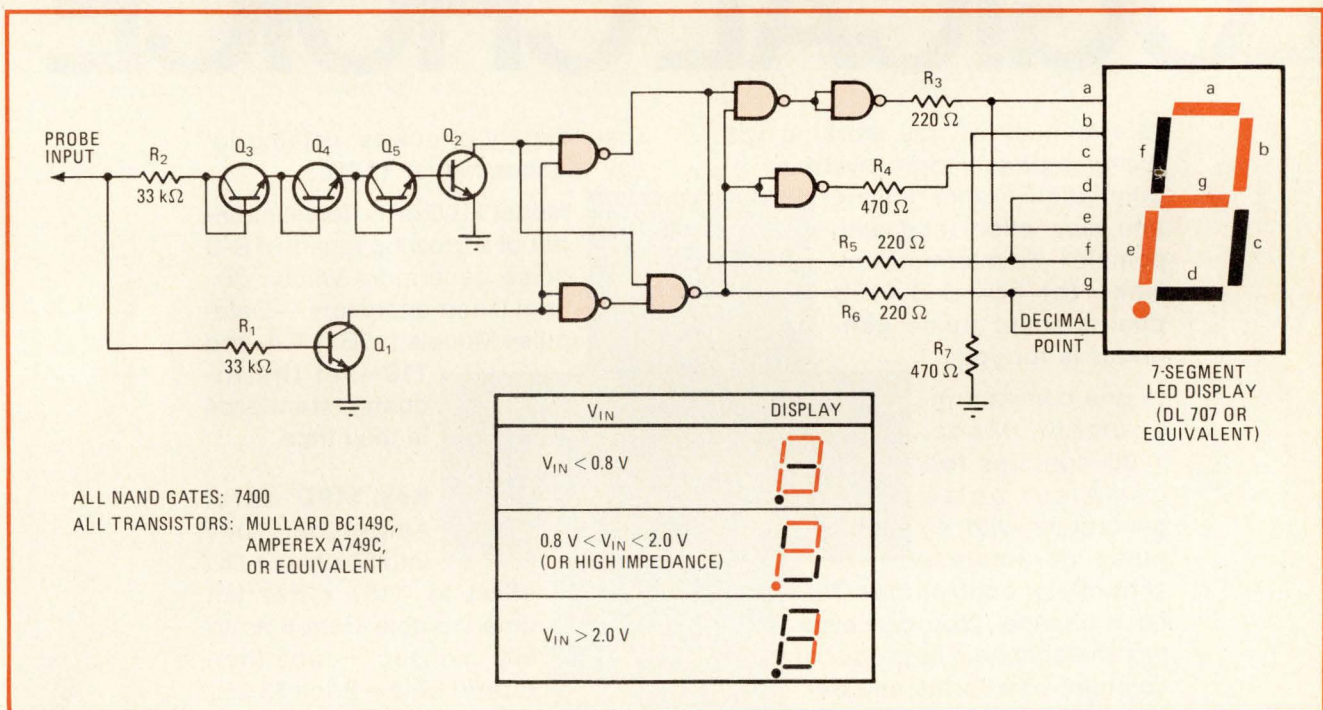 PROBE
INPUT
R2
33 kΩ
Q3
Q4
Q5
Q2
R1
33 kΩ
Q1
R3
220 Ω
R4
470 Ω
R5
220 Ω
R6
220 Ω
R7
470 Ω
a
b
c
d
e
f
g
DECIMAL
POINT
a
f
b
g
e
c
d
7-SEGMENT
LED DISPLAY
(DL 707 OR
EQUIVALENT)
ALL NAND GATES: 7400
ALL TRANSISTORS: MULLARD BC149C,
AMPEREX A749C,
OR EQUIVALENT
VIN
DISPLAY
VIN < 0.8 V
0.8 V < VIN < 2.0 V
(OR HIGH IMPEDANCE)
VIN > 2.0 V